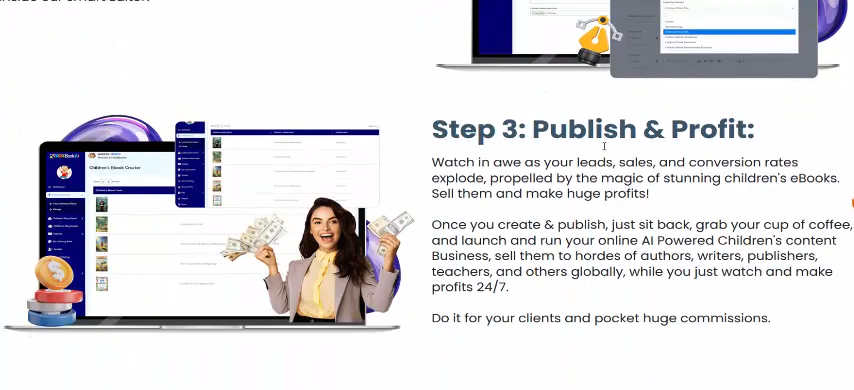 Step 3: Publish & Profit:
Watch in awe as your leads, sales, and conversion rates
explode, propelled by the magic of stunning children's eBooks.
Sell them and make huge profits!
Once you create & publish, just sit back, grab your cup of coffee,
and launch and run your online AI Powered Children's content
Business, sell them to hordes of authors, writers, publishers,
teachers, and others globally, while you just watch and make
profits 24/7.
Do it for your clients and pocket huge commissions.
Children's Ebook Creator